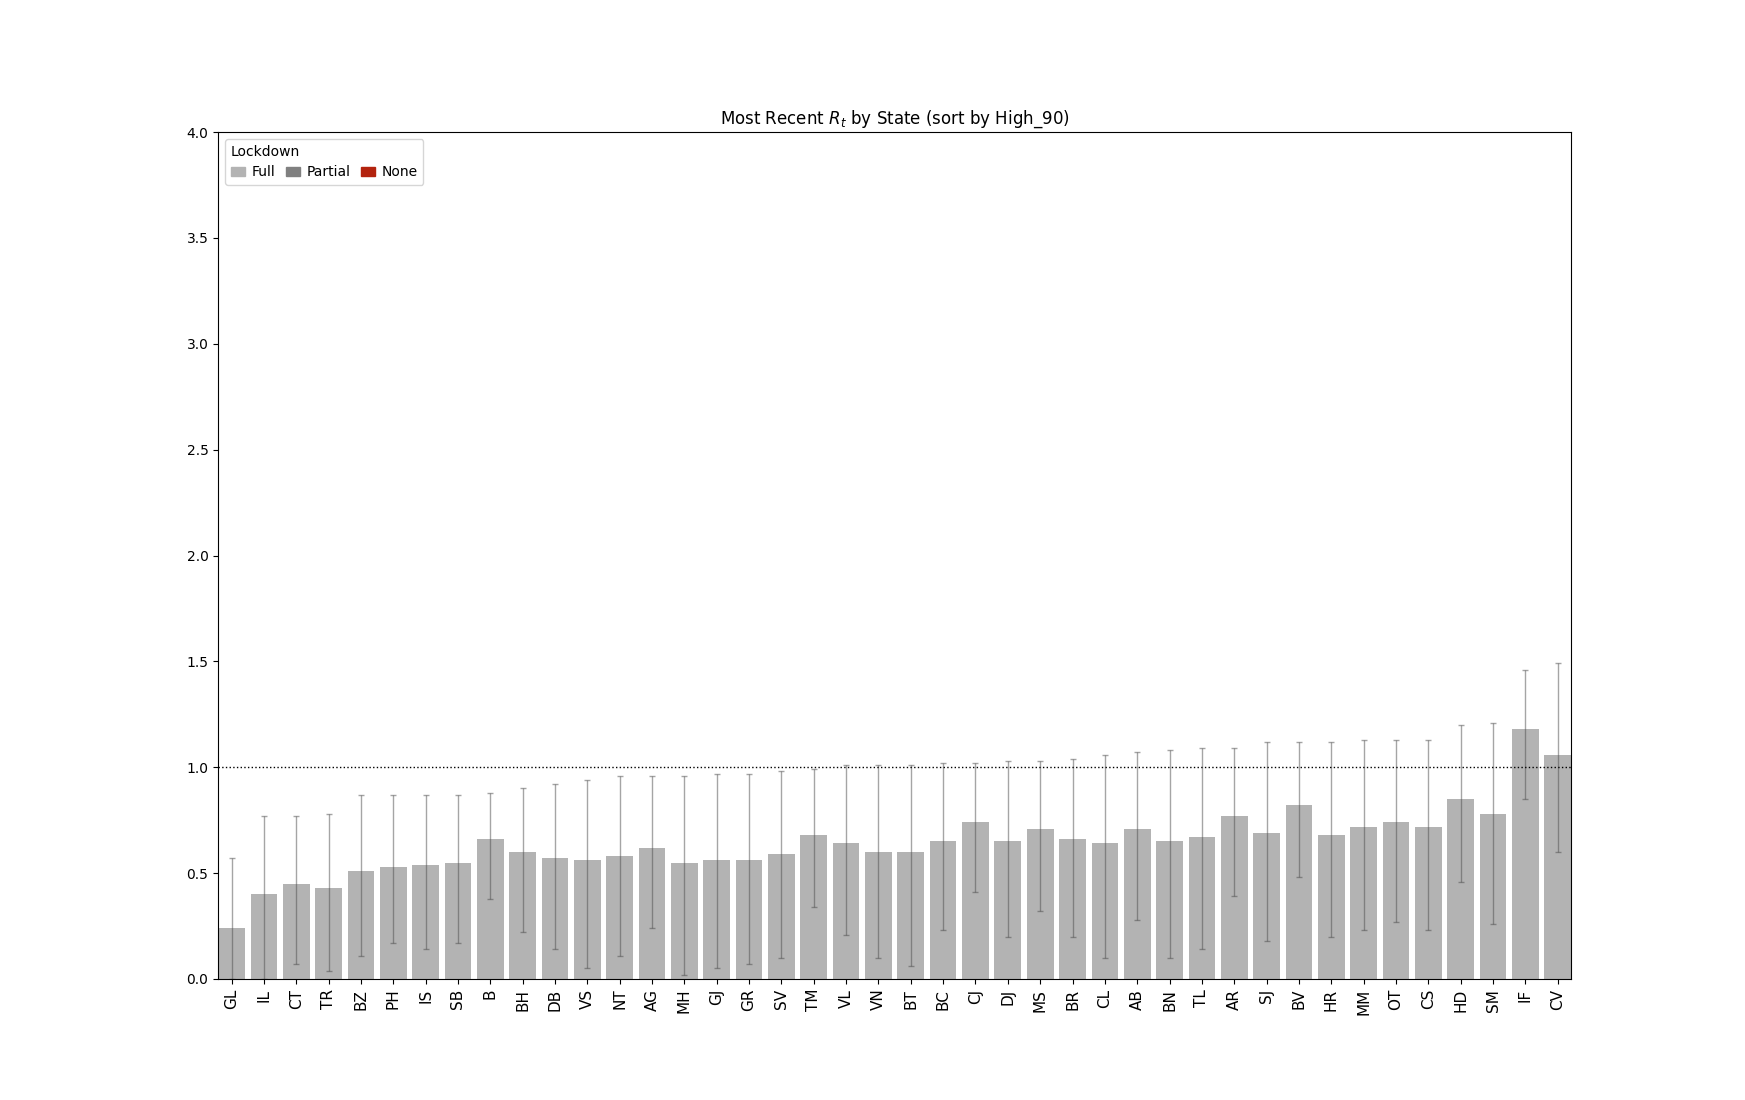 Most Recent Rt by State (sort by High_90)
Lockdown
Full Partial None
4.0
3.5
3.0
2.5
2.0
1.5
1.0
0.5
0.0
GL IL CT TR BZ PH IS SB B BH DB VS NT AG MH GJ GR SV TM VL VN BT BC CJ DJ MS BR CL AB BN TL AR SJ BV HR MM OT CS HD SM IF CV